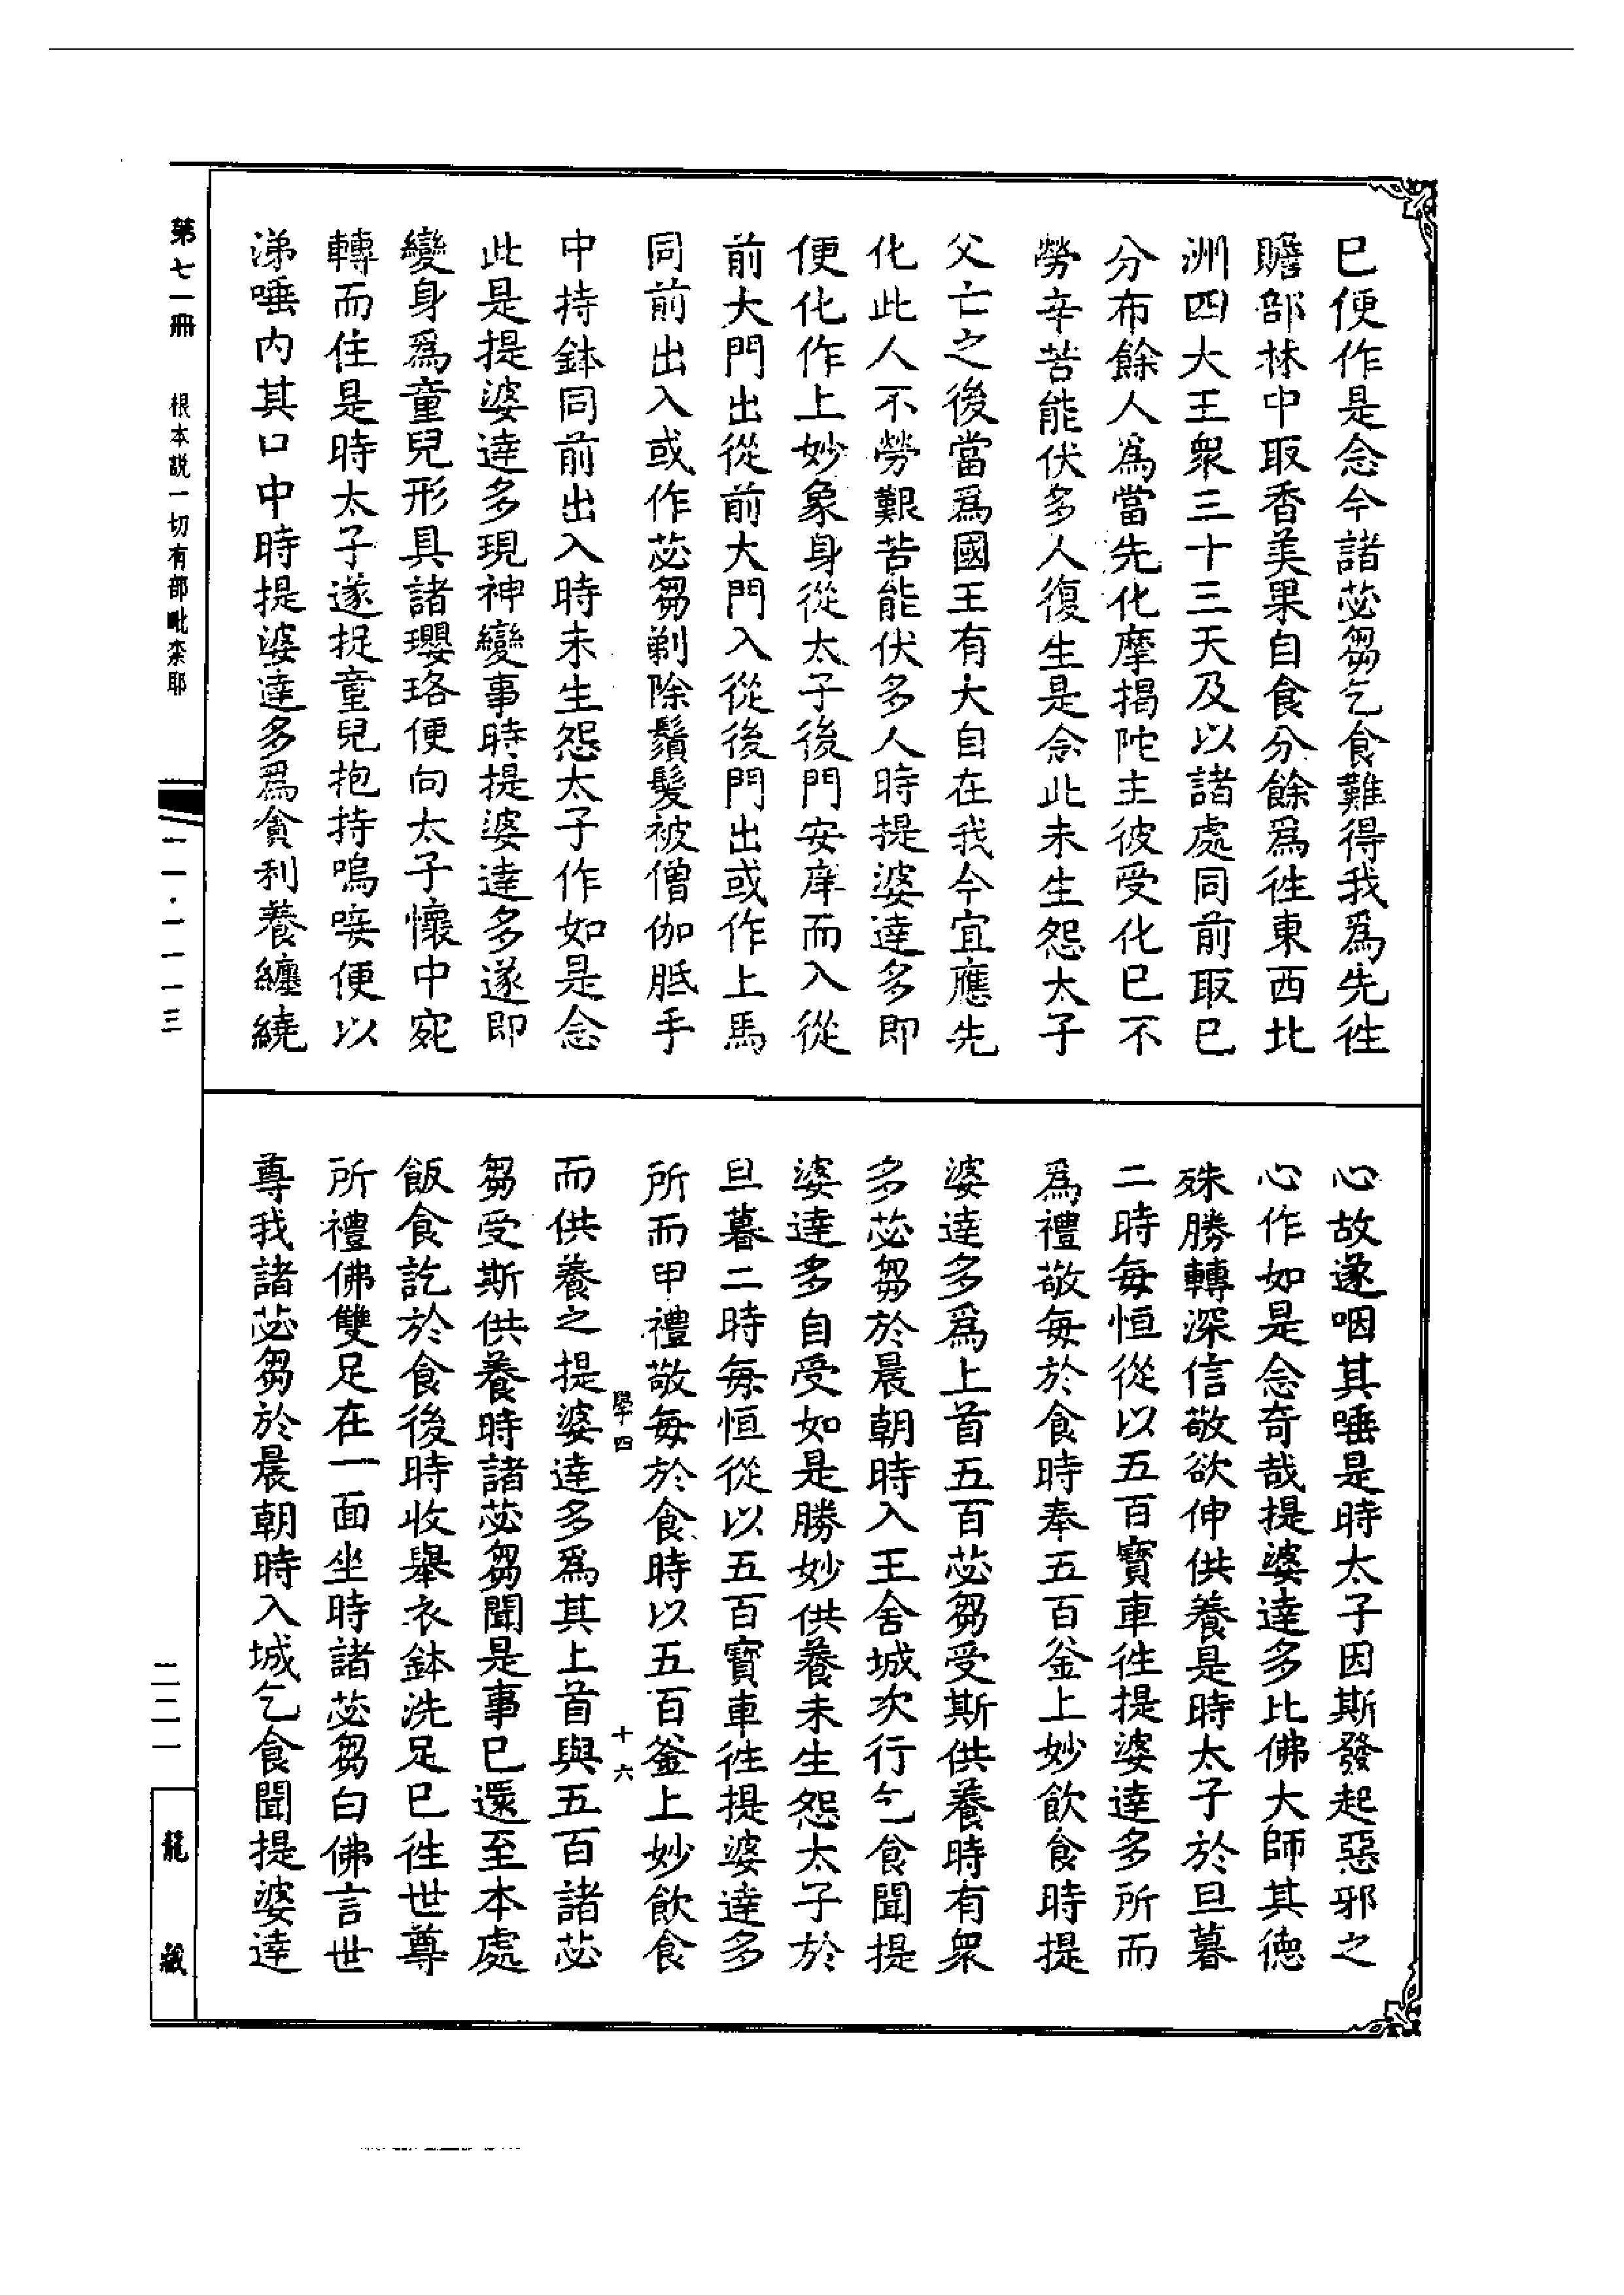 已便作是念今諸苾芻乞食難得我爲先徃
贍部林中取香美果自食分餘爲徃東西北
洲四大王衆三十三天及以諸處同前取已
分布餘人爲當先化摩揭陀主彼受化已不
勞辛苦能伏多人復生是念此未生怨太子
父亡之後當爲國王有大自在我今宜應先
化此人不勞艱苦能伏多人時提婆達多即
便化作上妙象身從太子後門安庠而入從
前大門出從前大門入從後門出或作上馬
同前出入或作苾芻剃除鬚髮被僧伽胝手
中持鉢同前出入時未生怨太子作如是念
此是提婆達多現神變事時提婆達多遂即
變身爲童兒形具諸瓔珞便向太子懷中宛
轉而住是時太子遂捉童兒抱持嗚唼便以
涕唾內其口中時提婆達多爲貪利養纏繞
心故遂咽其唾是時太子因斯發起惡邪之
心作如是念奇哉提婆達多比佛大師其德
殊勝轉深信敬欲伸供養是時太子於旦暮
二時每恒從以五百寶車徃提婆達多所而
爲禮敬每於食時奉五百釜上妙飲食時提
婆達多爲上首五百苾芻受斯供養時有衆
多苾芻於晨朝時入王舍城次行乞食聞提
婆達多自受如是勝妙供養未生怨太子於
旦暮二時每恒從以五百寶車徃提婆達多
所而申禮敬每於食時以五百釜上妙飲食
學四 十六
而供養之提婆達多爲其上首與五百諸苾
芻受斯供養時諸苾芻聞是事已還至本處
飯食訖於食後時收舉衣鉢洗足已徃世尊
所禮佛雙足在一面坐時諸苾芻白佛言世
尊我諸苾芻於晨朝時入城乞食聞提婆達
第七一冊 根本說一切有部毗柰耶 一一·一一一三
二二一 龍藏